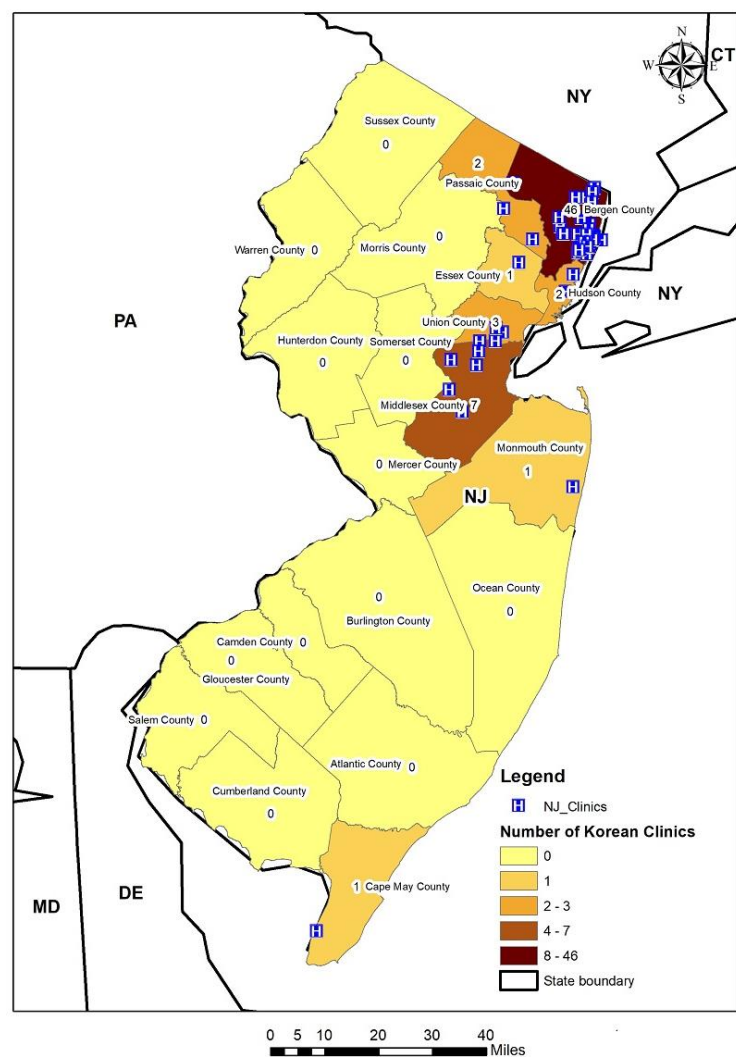 N
W E
S
CT
NY
Sussex County
0
2
Passaic County
46 Bergen County
0
Morris County
Warren County 0
Essex County
1
2 Hudson County
NY
PA
Union County 3
Hunterdon County
0
Somerset County
0
Middlesex County 7
Monmouth County
1
0 Mercer County
NJ
Ocean County
0
0
Burlington County
Camden County 0
0
Gloucester County
Salem County 0
Atlantic County 0
Cumberland County
0
1 Cape May County
MD
DE
Legend
H NJ_Clinics
Number of Korean Clinics
0
1
2 - 3
4 - 7
8 - 46
State boundary
0 5 10 20 30 40
Miles